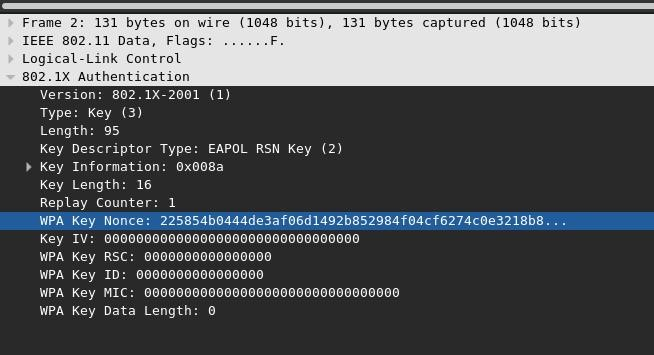 Frame 2: 131 bytes on wire (1048 bits), 131 bytes captured (1048 bits)
IEEE 802.11 Data, Flags: ......F.
Logical-Link Control
802.1X Authentication
Version: 802.1X-2001 (1)
Type: Key (3)
Length: 95
Key Descriptor Type: EAPOL RSN Key (2)
Key Information: 0x008a
Key Length: 16
Replay Counter: 1
WPA Key Nonce: 225854b0444de3af06d1492b852984f04cf6274c0e3218b8...
Key IV: 00000000000000000000000000000000
WPA Key RSC: 0000000000000000
WPA Key ID: 0000000000000000
WPA Key MIC: 00000000000000000000000000000000
WPA Key Data Length: 0